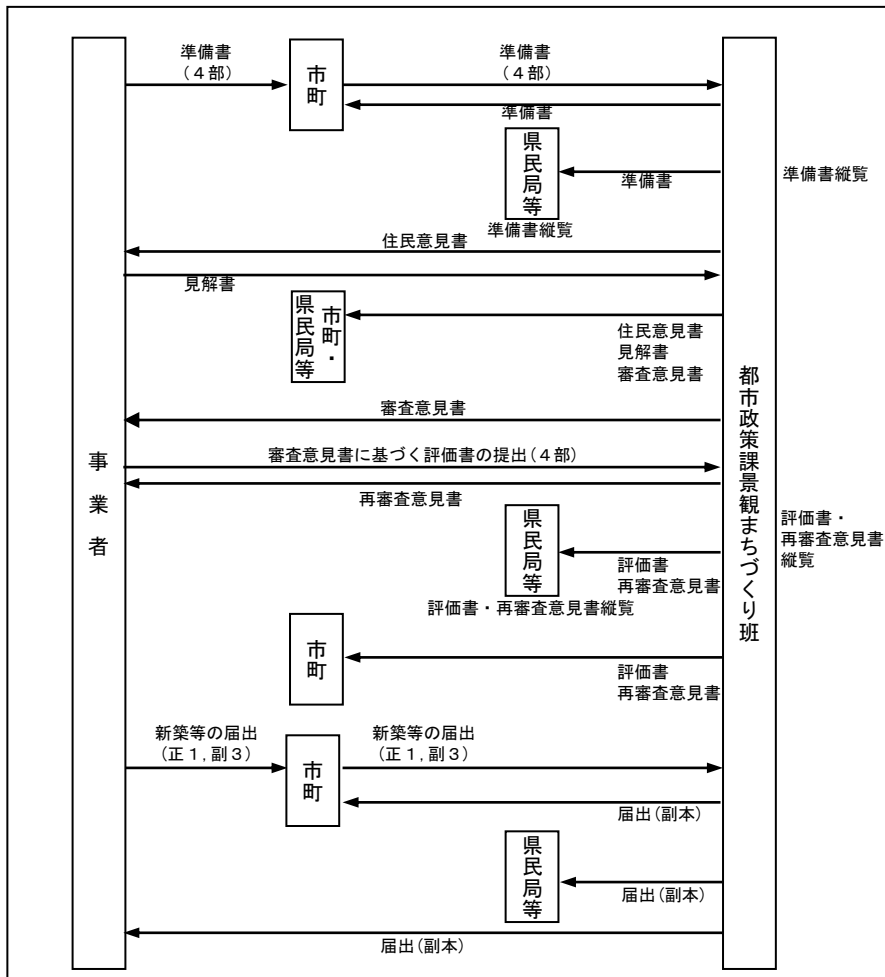 準備書
（４部）
市町
準備書
（４部）
準備書
県民局等
準備書
準備書縦覧
準備書縦覧
住民意見書
見解書
市町・
県民局等
住民意見書
見解書
審査意見書
審査意見書
審査意見書に基づく評価書の提出(４部)
再審査意見書
事業者
都市政策課景観まちづくり班
県民局等
評価書
再審査意見書
評価書・再審査意見書縦覧
評価書・
再審査意見書
縦覧
市町
評価書
再審査意見書
新築等の届出
(正１,副３)
市町
新築等の届出
(正１,副３)
届出(副本)
県民局等
届出(副本)
届出(副本)